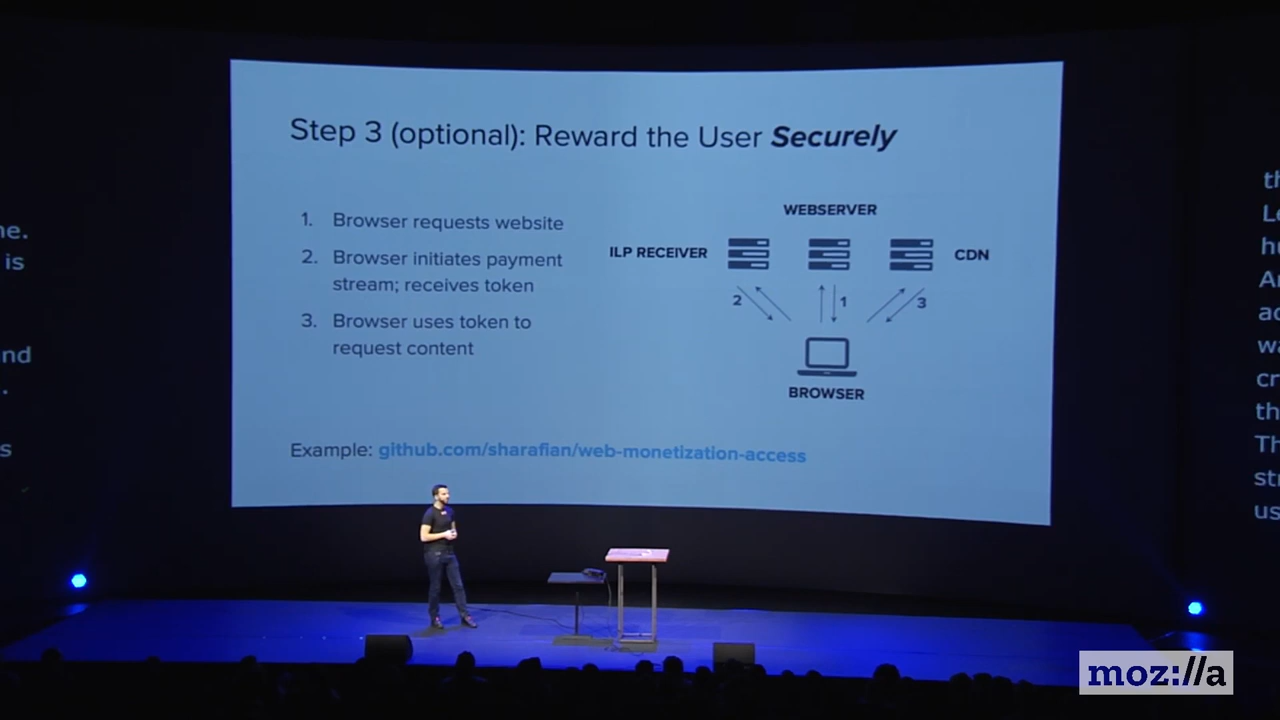 Step 3 (optional): Reward the User Securely
1. Browser requests website
2. Browser initiates payment
stream; receives token
3. Browser uses token to
request content
WEBSERVER
ILP RECEIVER
CDN
2
1
3
BROWSER
Example: github.com/sharafian/web-monetization-access
is
moz://a